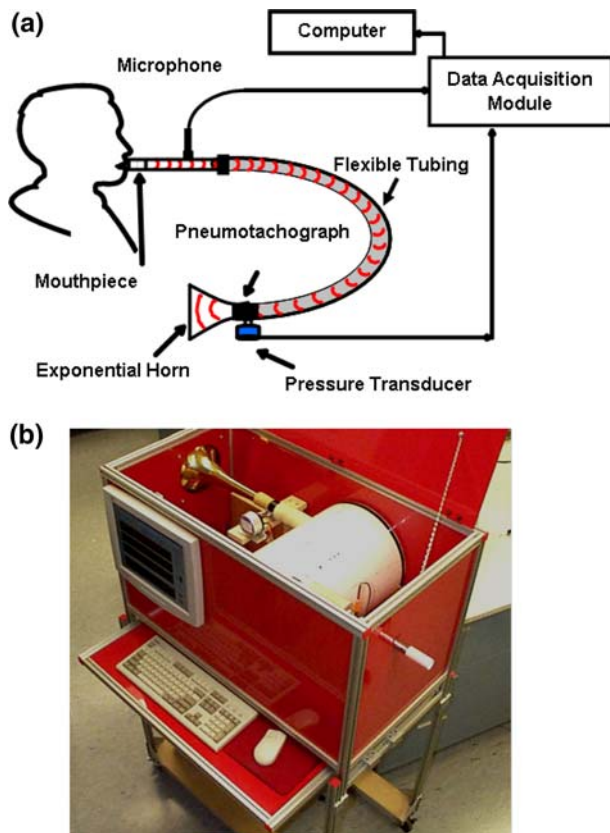 (a)
Computer
Microphone
Data Acquisition
Module
Flexible Tubing
Pneumotachograph
Mouthpiece
Exponential Horn
Pressure Transducer
(b)